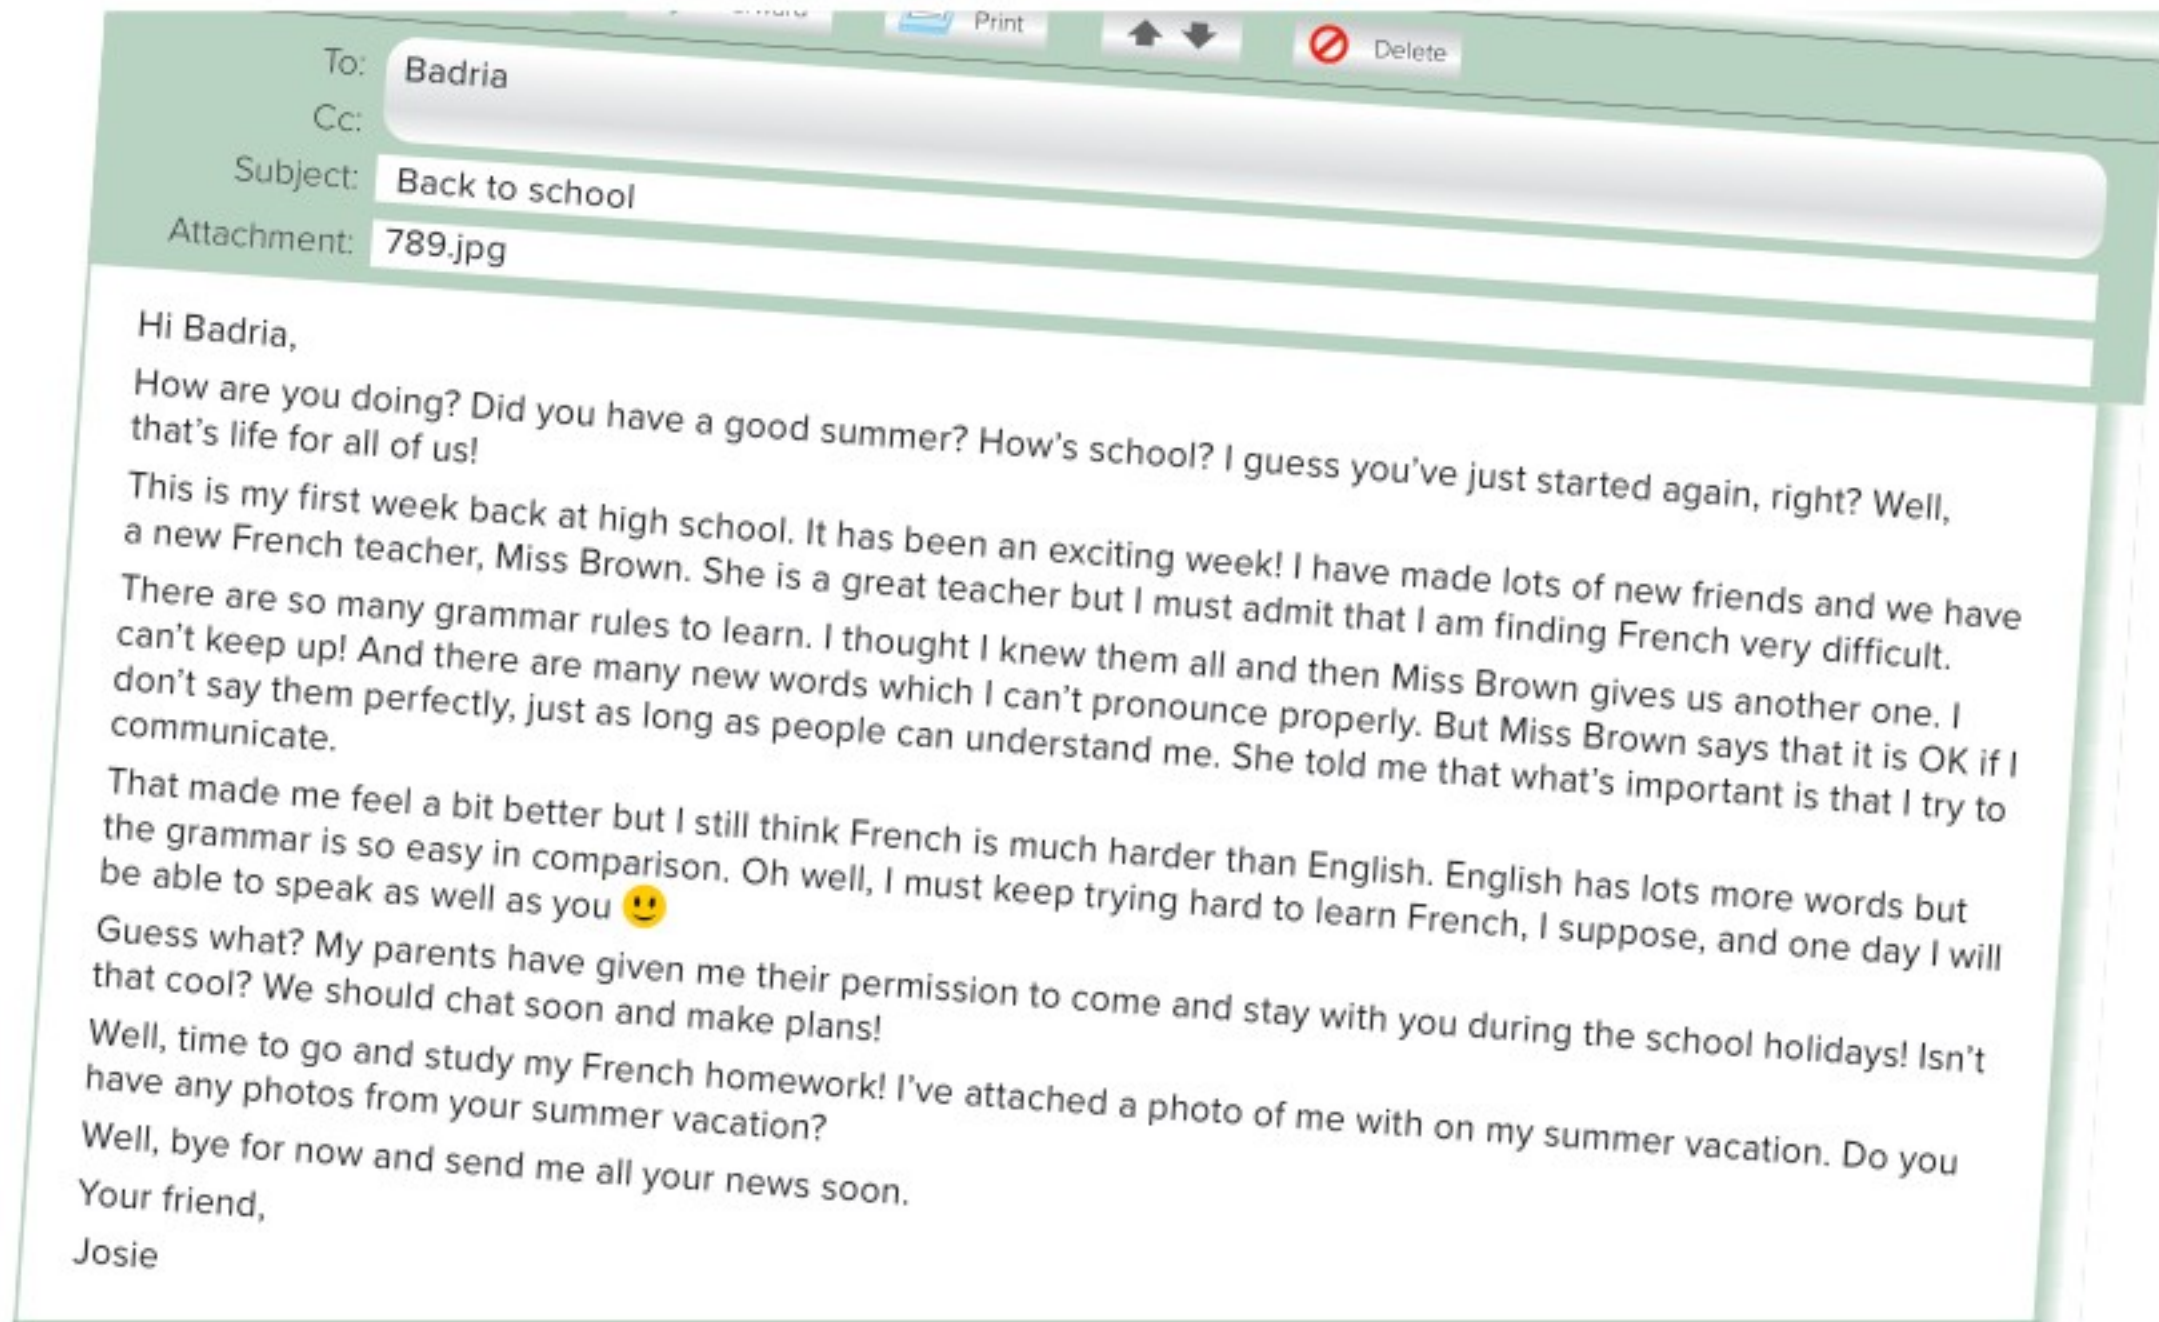 Print
Delete
To: Badria
Cc:
Subject: Back to school
Attachment: 789.jpg
Hi Badria,
How are you doing? Did you have a good summer? How's school? I guess you've just started again, right? Well,
that's life for all of us!
This is my first week back at high school. It has been an exciting week! I have made lots of new friends and we have
a new French teacher, Miss Brown. She is a great teacher but I must admit that I am finding French very difficult.
There are so many grammar rules to learn. I thought I knew them all and then Miss Brown gives us another one. I
can't keep up! And there are many new words which I can't pronounce properly. But Miss Brown says that it is OK if I
don't say them perfectly, just as long as people can understand me. She told me that what's important is that I try to
communicate.
That made me feel a bit better but I still think French is much harder than English. English has lots more words but
the grammar is so easy in comparison. Oh well, I must keep trying hard to learn French, I suppose, and one day I will
be able to speak as well as you
Guess what? My parents have given me their permission to come and stay with you during the school holidays! Isn't
that cool? We should chat soon and make plans!
Well, time to go and study my French homework! I've attached a photo of me with on my summer vacation. Do you
have any photos from your summer vacation?
Well, bye for now and send me all your news soon.
Your friend,
Josie